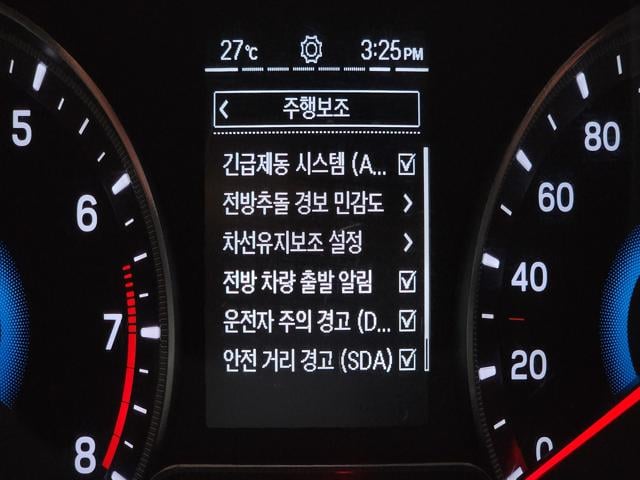 27℃ 3:25PM
< 주행보조
긴급제동 시스템 (A...
전방추돌 경보 민감도 >
차선유지보조 설정 >
전방 차량 출발 알림
운전자 주의 경고 (D...
안전 거리 경고 (SDA)
5
6
7
8
80
60
40
20
0